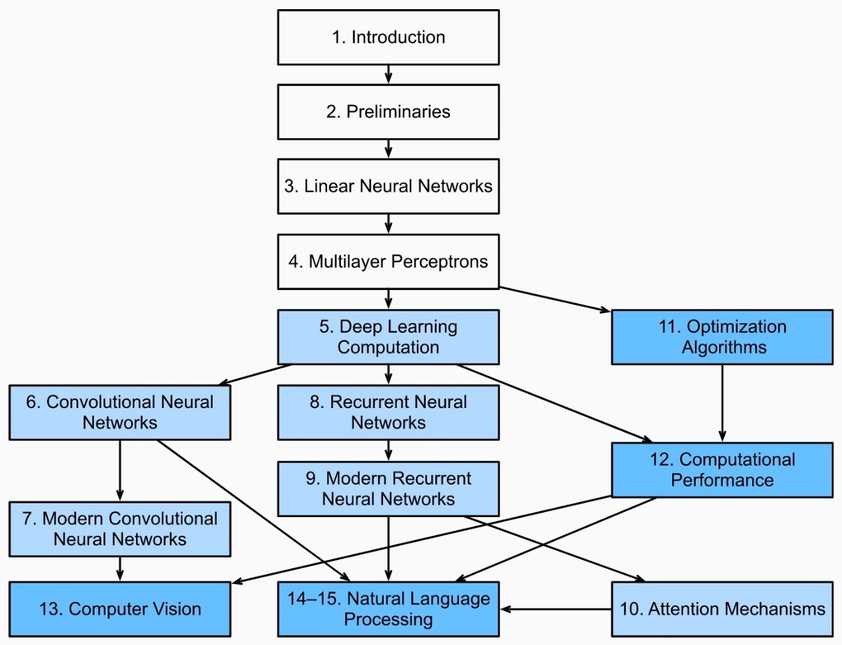 1. Introduction
2. Preliminaries
3. Linear Neural Networks
4. Multilayer Perceptrons
5. Deep Learning
Computation
11. Optimization
Algorithms
6. Convolutional Neural
Networks
8. Recurrent Neural
Networks
12. Computational
Performance
9. Modern Recurrent
Neural Networks
7. Modern Convolutional
Neural Networks
13. Computer Vision
14–15. Natural Language
Processing
10. Attention Mechanisms